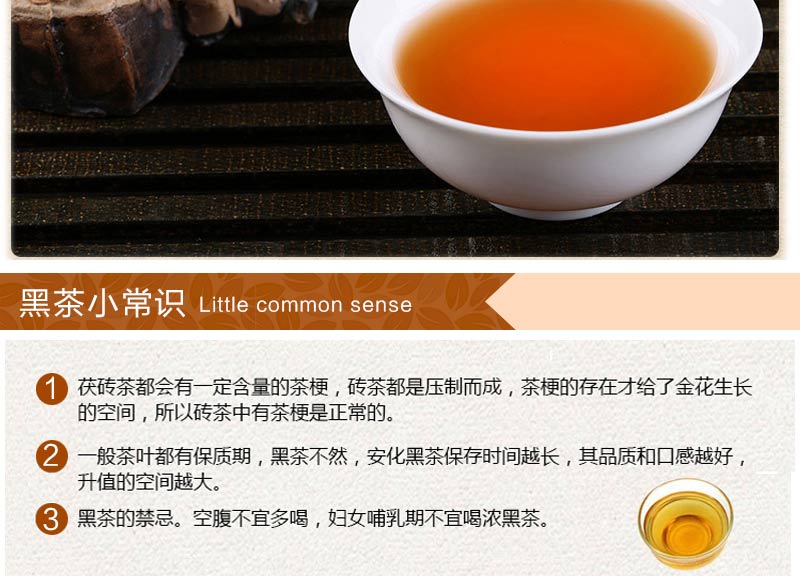 黑茶小常识 Little common sense
1 茯砖茶都会有一定含量的茶梗，砖茶都是压制而成，茶梗的存在才给了金花生长
的空间，所以砖茶中有茶梗是正常的。
2 一般茶叶都有保质期，黑茶不然，安化黑茶保存时间越长，其品质和口感越好，
升值的空间越大。
3 黑茶的禁忌。空腹不宜多喝，妇女哺乳期不宜喝浓黑茶。